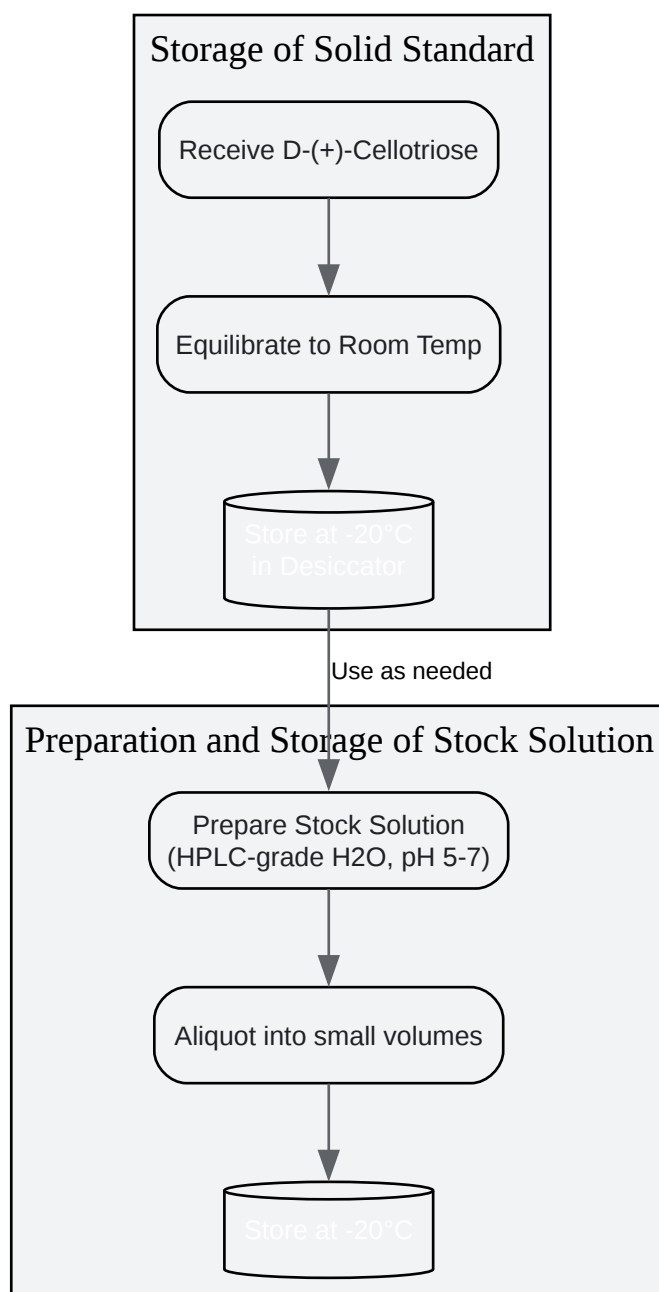 Storage of Solid Standard
Receive D-(+)-Cellotriose
Equilibrate to Room Temp
Store at -20°C
in Desiccator
Use as needed
Preparation and Storage of Stock Solution
Prepare Stock Solution
(HPLC-grade H2O, pH 5-7)
Aliquot into small volumes
Store at -20°C